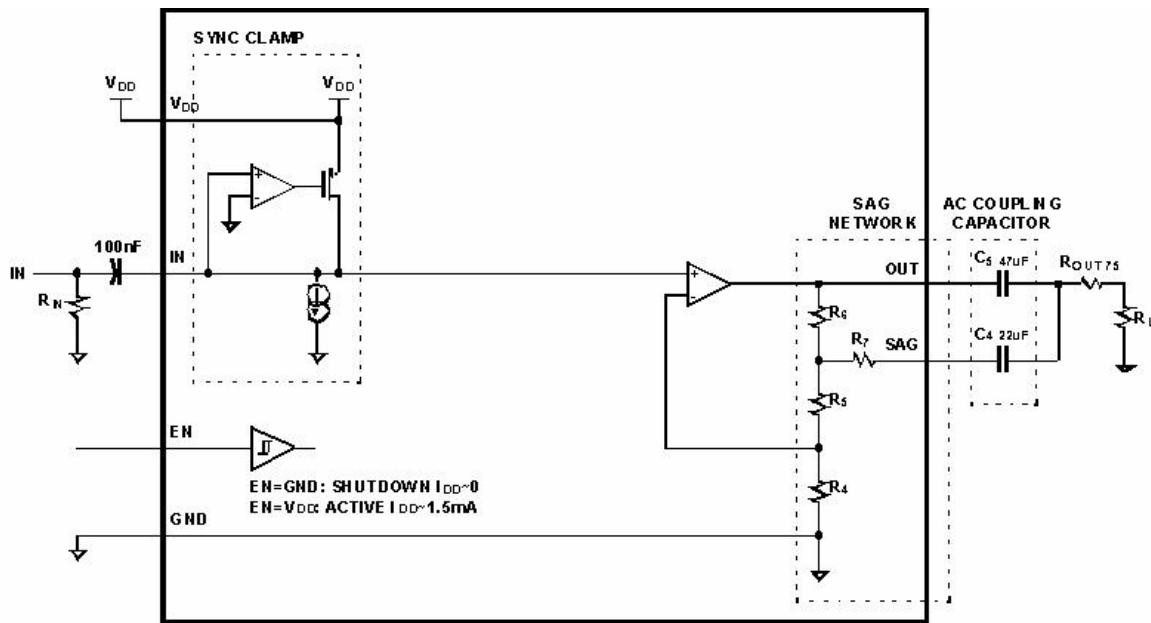 SYNC CLAMP
VDD
VDD
VDD
SAG
NETWORK
AC COUPLING
CAPACITOR
100nF
IN
IN
RIN
+
-
+
-
OUT
C5 47uF
ROUT75
R6
RL
R7
SAG
C4 22uF
R5
EN
R4
EN=GND: SHUTDOWN IDD~0
EN=VDD: ACTIVE IDD~1.5mA
GND